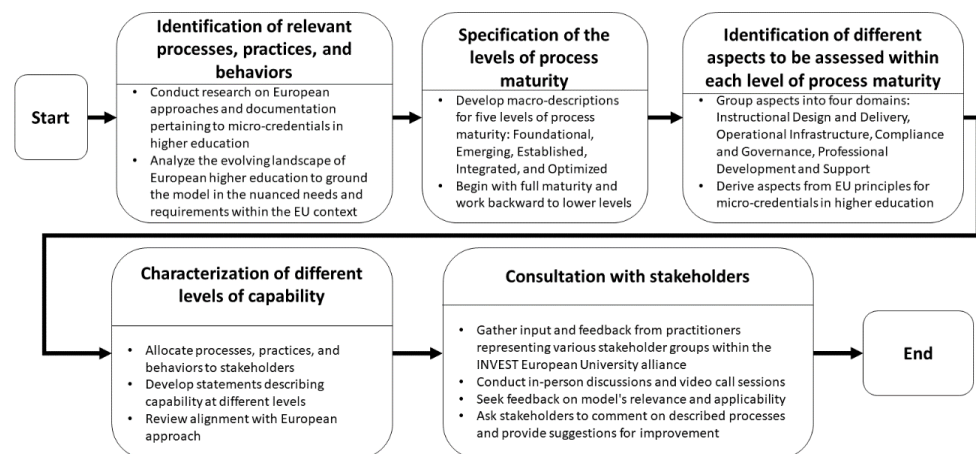 Start
Identification of relevant
processes, practices, and
behaviors
• Conduct research on European
approaches and documentation
pertaining to micro-credentials in
higher education
• Analyze the evolving landscape of
European higher education to ground
the model in the nuanced needs and
requirements within the EU context
Specification of the
levels of process
maturity
• Develop macro-descriptions
for five levels of process
maturity: Foundational,
Emerging, Established,
Integrated, and Optimized
• Begin with full maturity and
work backward to lower levels
Identification of different
aspects to be assessed within
each level of process maturity
• Group aspects into four domains:
Instructional Design and Delivery,
Operational Infrastructure, Compliance
and Governance, Professional
Development and Support
• Derive aspects from EU principles for
micro-credentials in higher education
Characterization of different
levels of capability
• Allocate processes, practices, and
behaviors to stakeholders
• Develop statements describing
capability at different levels
• Review alignment with European
approach
Consultation with stakeholders
• Gather input and feedback from practitioners
representing various stakeholder groups within the
INVEST European University alliance
• Conduct in-person discussions and video call sessions
• Seek feedback on model's relevance and applicability
• Ask stakeholders to comment on described processes
and provide suggestions for improvement
End